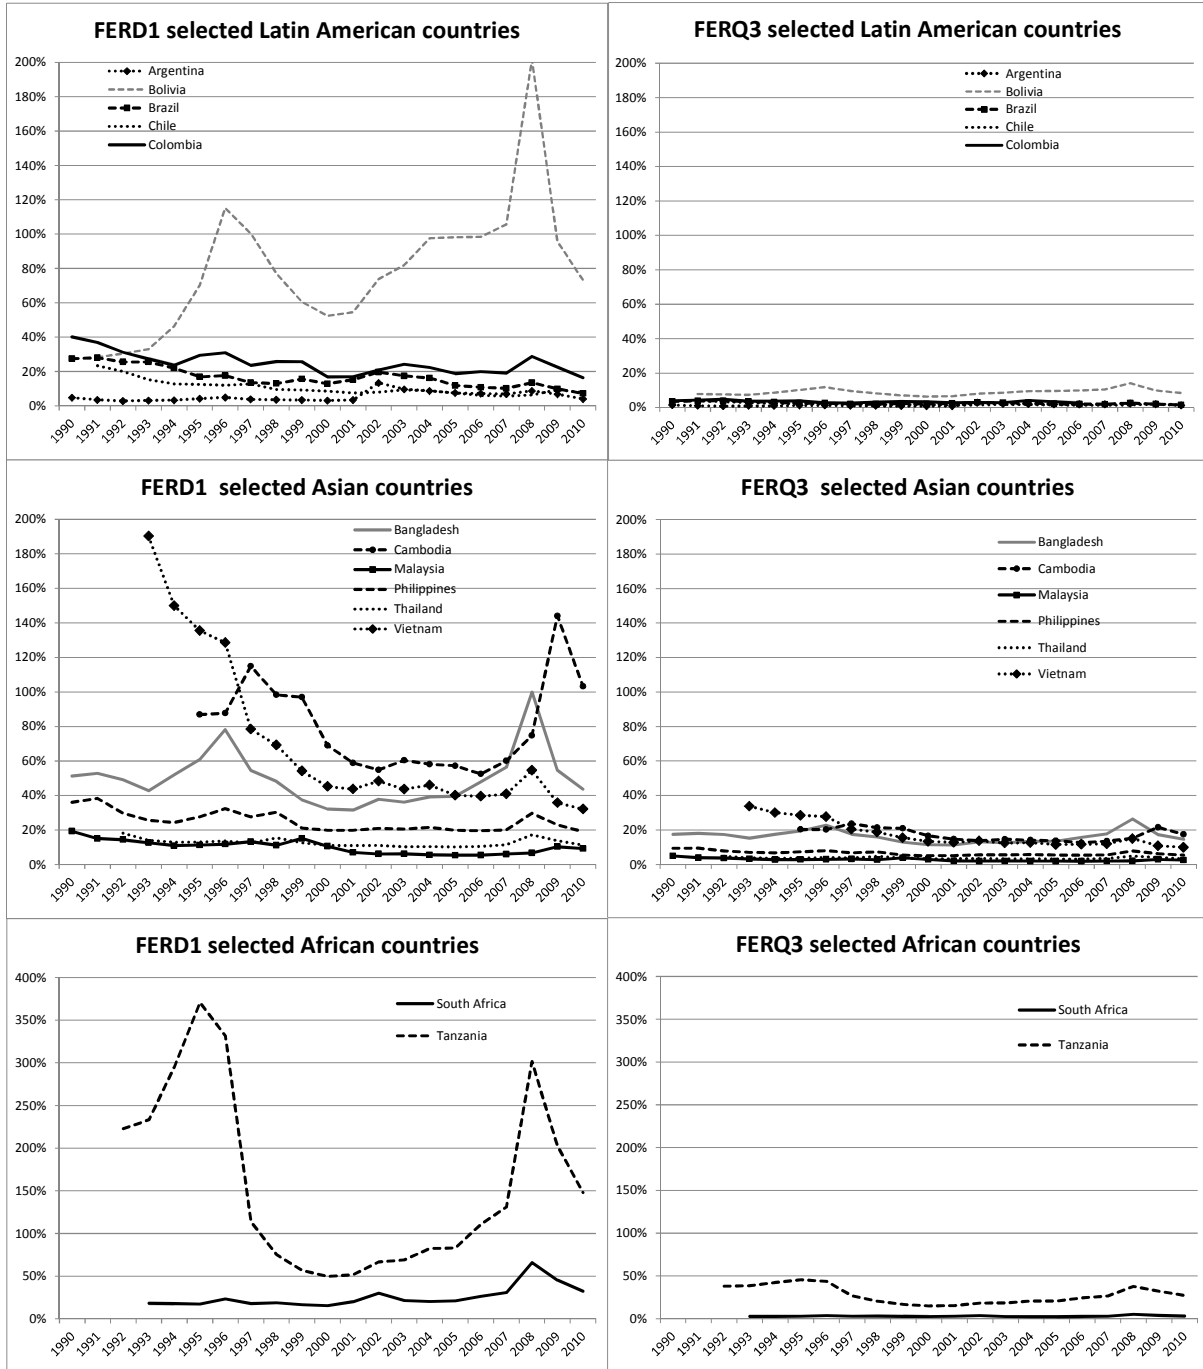 FERD1 selected Latin American countries
200%
180%
160%
140%
120%
100%
80%
60%
40%
20%
0%
Argentina
Bolivia
Brazil
Chile
Colombia
1990 1991 1992 1993 1994 1995 1996 1997 1998 1999 2000 2001 2002 2003 2004 2005 2006 2007 2008 2009 2010
FERQ3 selected Latin American countries
200%
180%
160%
140%
120%
100%
80%
60%
40%
20%
0%
Argentina
Bolivia
Brazil
Chile
Colombia
1990 1991 1992 1993 1994 1995 1996 1997 1998 1999 2000 2001 2002 2003 2004 2005 2006 2007 2008 2009 2010
FERD1 selected Asian countries
200%
180%
160%
140%
120%
100%
80%
60%
40%
20%
0%
Bangladesh
Cambodia
Malaysia
Philippines
Thailand
Vietnam
1990 1991 1992 1993 1994 1995 1996 1997 1998 1999 2000 2001 2002 2003 2004 2005 2006 2007 2008 2009 2010
FERQ3 selected Asian countries
200%
180%
160%
140%
120%
100%
80%
60%
40%
20%
0%
Bangladesh
Cambodia
Malaysia
Philippines
Thailand
Vietnam
1990 1991 1992 1993 1994 1995 1996 1997 1998 1999 2000 2001 2002 2003 2004 2005 2006 2007 2008 2009 2010
FERD1 selected African countries
400%
350%
300%
250%
200%
150%
100%
50%
0%
South Africa
Tanzania
1990 1991 1992 1993 1994 1995 1996 1997 1998 1999 2000 2001 2002 2003 2004 2005 2006 2007 2008 2009 2010
FERQ3 selected African countries
400%
350%
300%
250%
200%
150%
100%
50%
0%
South Africa
Tanzania
1990 1991 1992 1993 1994 1995 1996 1997 1998 1999 2000 2001 2002 2003 2004 2005 2006 2007 2008 2009 2010